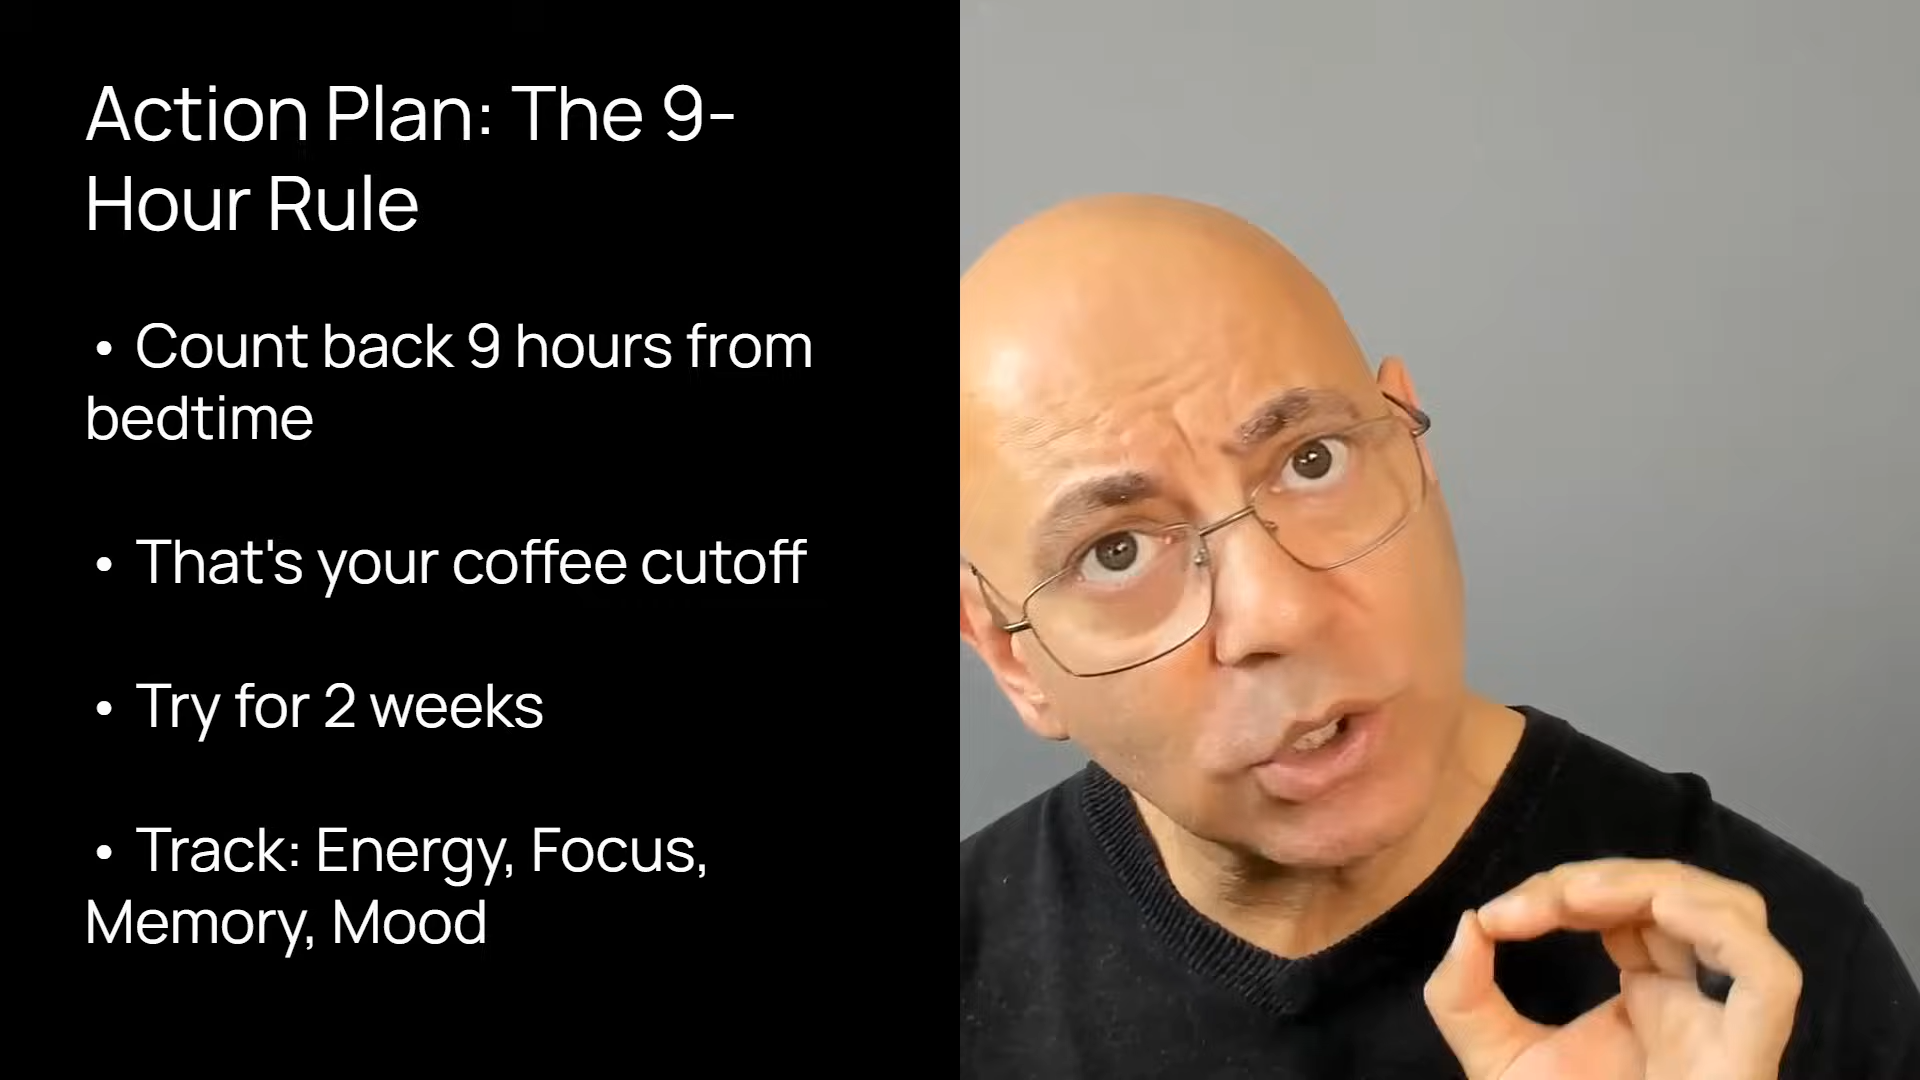 Action Plan: The 9-
Hour Rule
• Count back 9 hours from
bedtime
• That's your coffee cutoff
• Try for 2 weeks
• Track: Energy, Focus,
Memory, Mood